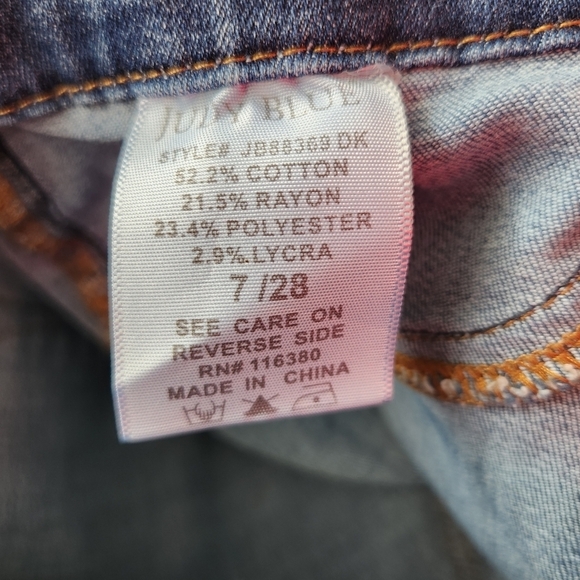 JUDY BLUE
STYLE# JB88369 DK
52.2% COTTON
21.5% RAYON
23.4% POLYESTER
2.9% LYCRA
7 /28
SEE CARE ON
REVERSE SIDE
RN# 116380
MADE IN CHINA